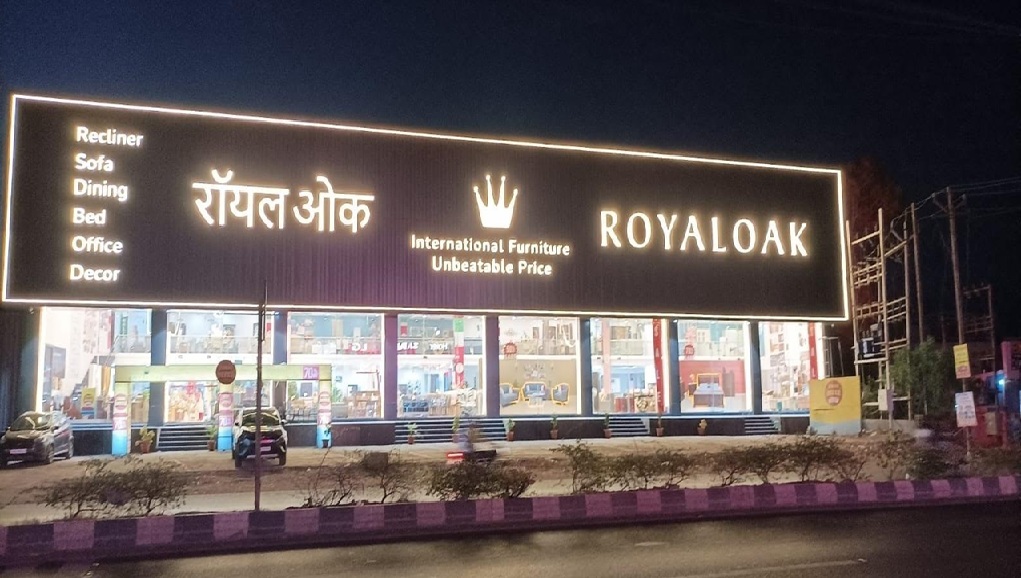 Recliner
Sofa
Dining
Bed
Office
Decor
रॉयल ओक
International Furniture
Unbeatable Price
ROYALOAK